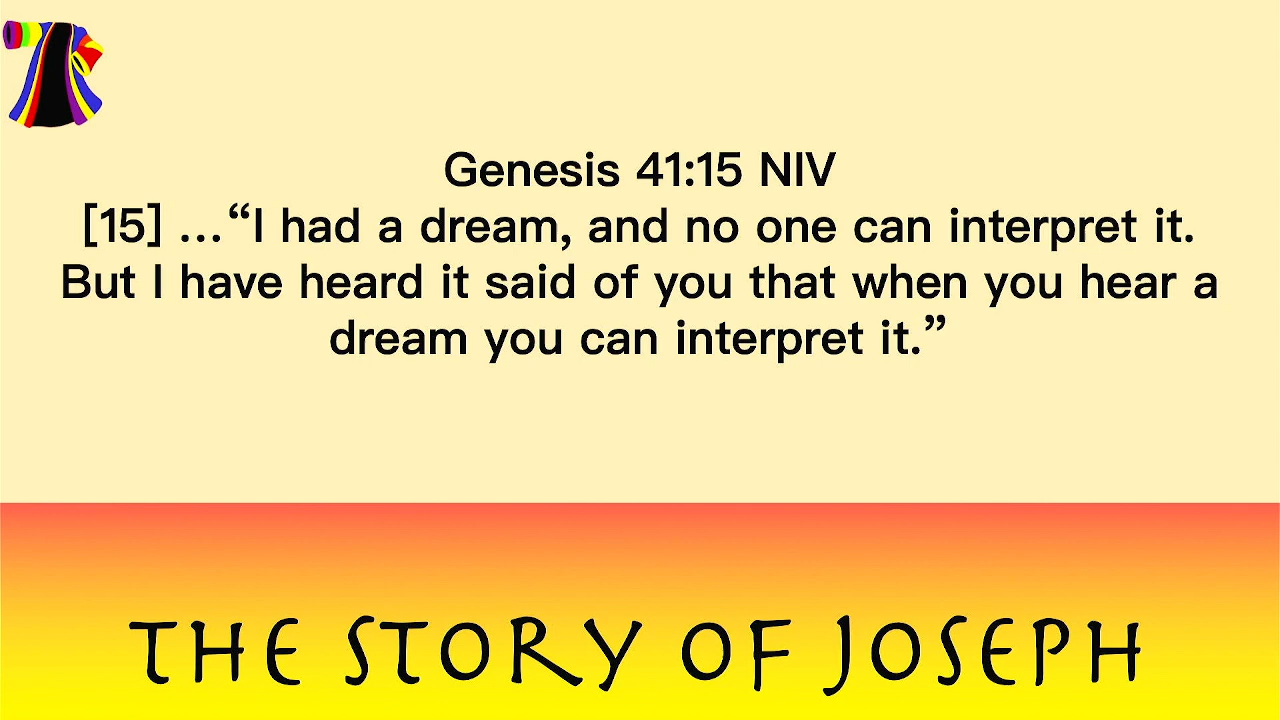 Genesis 41:15 NIV
[15] …“I had a dream, and no one can interpret it.
But I have heard it said of you that when you hear a
dream you can interpret it.”
THE STORY OF JOSEPH